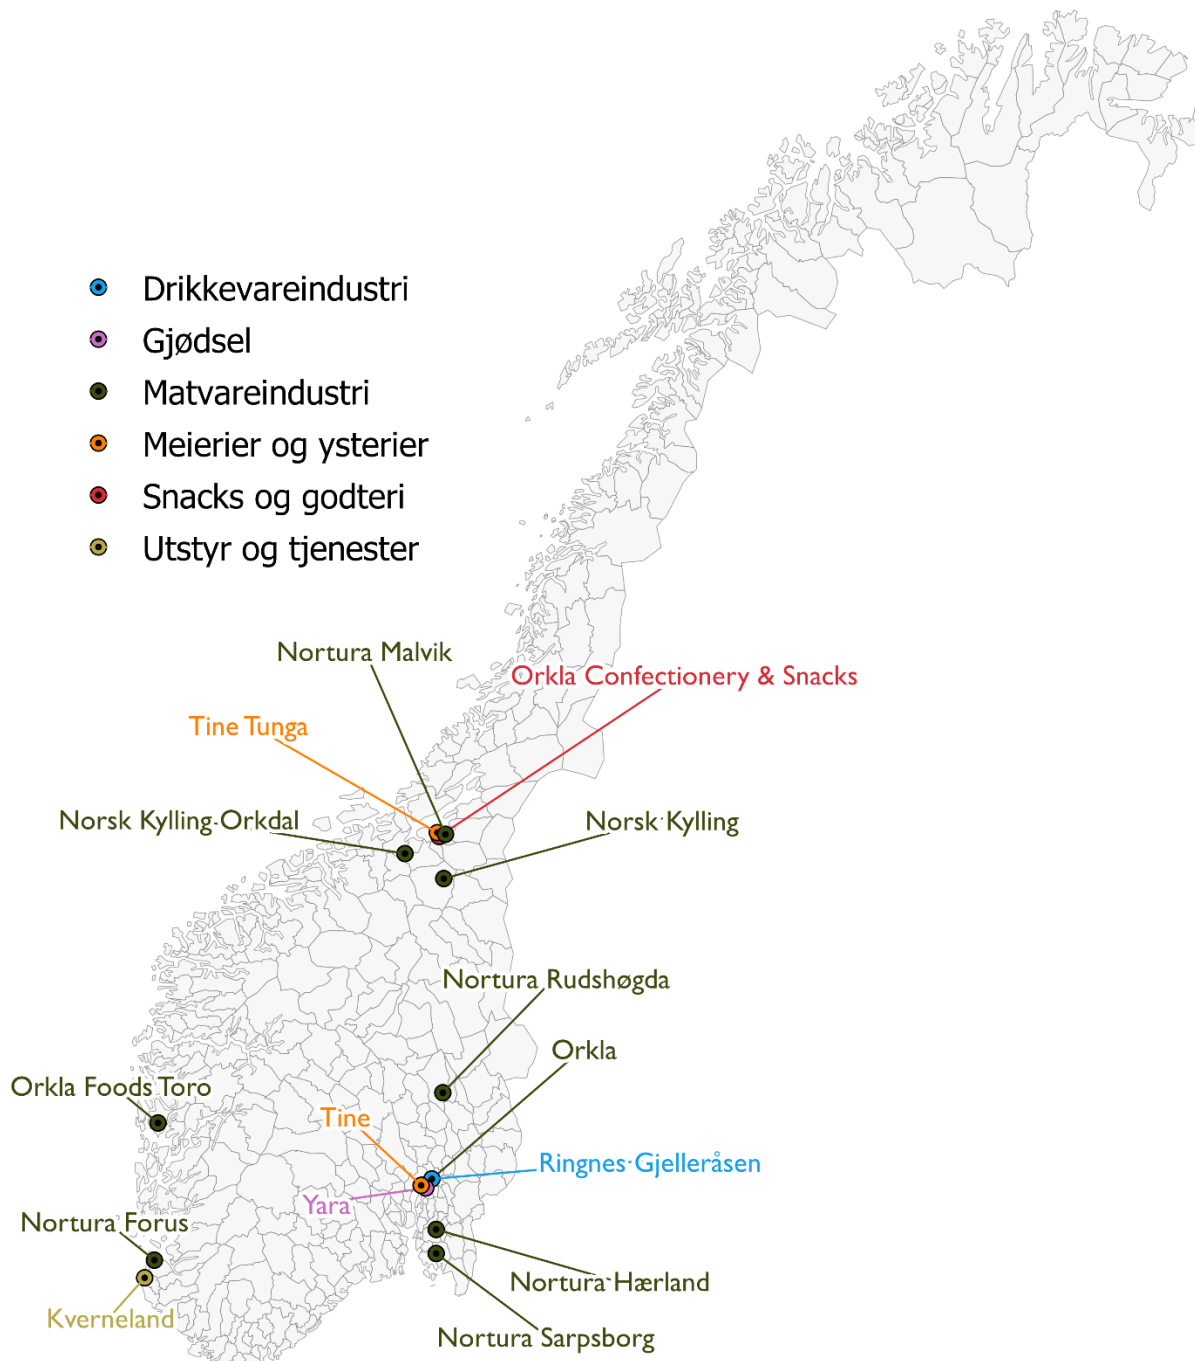 Drikkevareindustri
Gjødsel
Matvareindustri
Meierier og ysterier
Snacks og godteri
Utstyr og tjenester
Nortura Malvik
Orkla Confectionery & Snacks
Tine Tunga
Norsk Kylling Orkdal
Norsk Kylling
Nortura Rudshøgda
Orkla
Orkla Foods Toro
Tine
Ringnes Gjelleråsen
Yara
Nortura Forus
Nortura Hærland
Kverneland
Nortura Sarpsborg